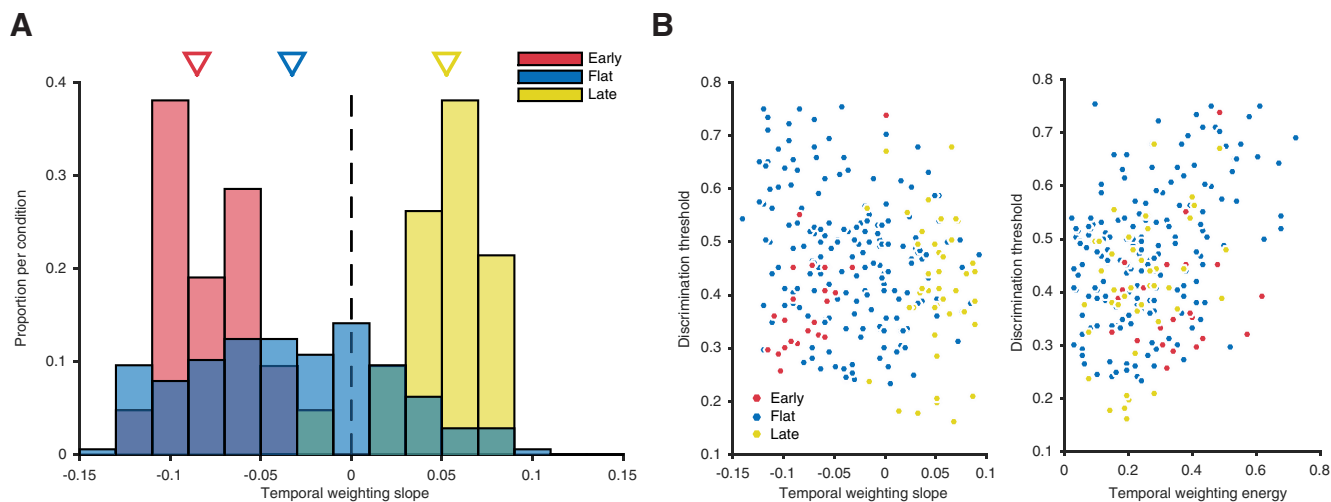 A
Early
Flat
Late
Proportion per condition
0.4
0.3
0.2
0.1
0
-0.15
-0.1
-0.05
0
0.05
0.1
0.15
Temporal weighting slope
B
Discrimination threshold
0.8
0.7
0.6
0.5
0.4
0.3
0.2
0.1
Early
Flat
Late
-0.15
-0.1
-0.05
0
0.05
0.1
Temporal weighting slope
Discrimination threshold
0.8
0.7
0.6
0.5
0.4
0.3
0.2
0.1
0
0.2
0.4
0.6
0.8
Temporal weighting energy